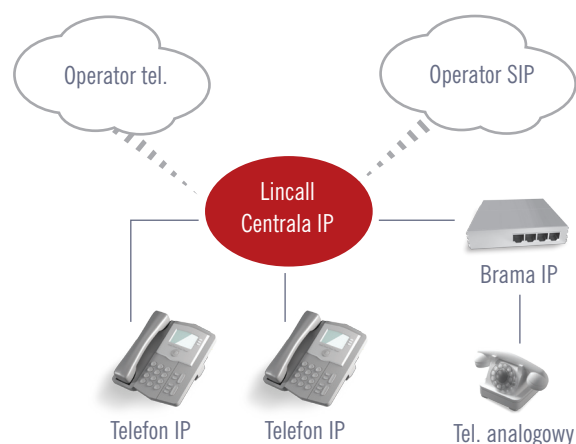 Operator tel.
Operator SIP
Lincall
Centrala IP
Brama IP
Telefon IP
Telefon IP
Tel. analogowy